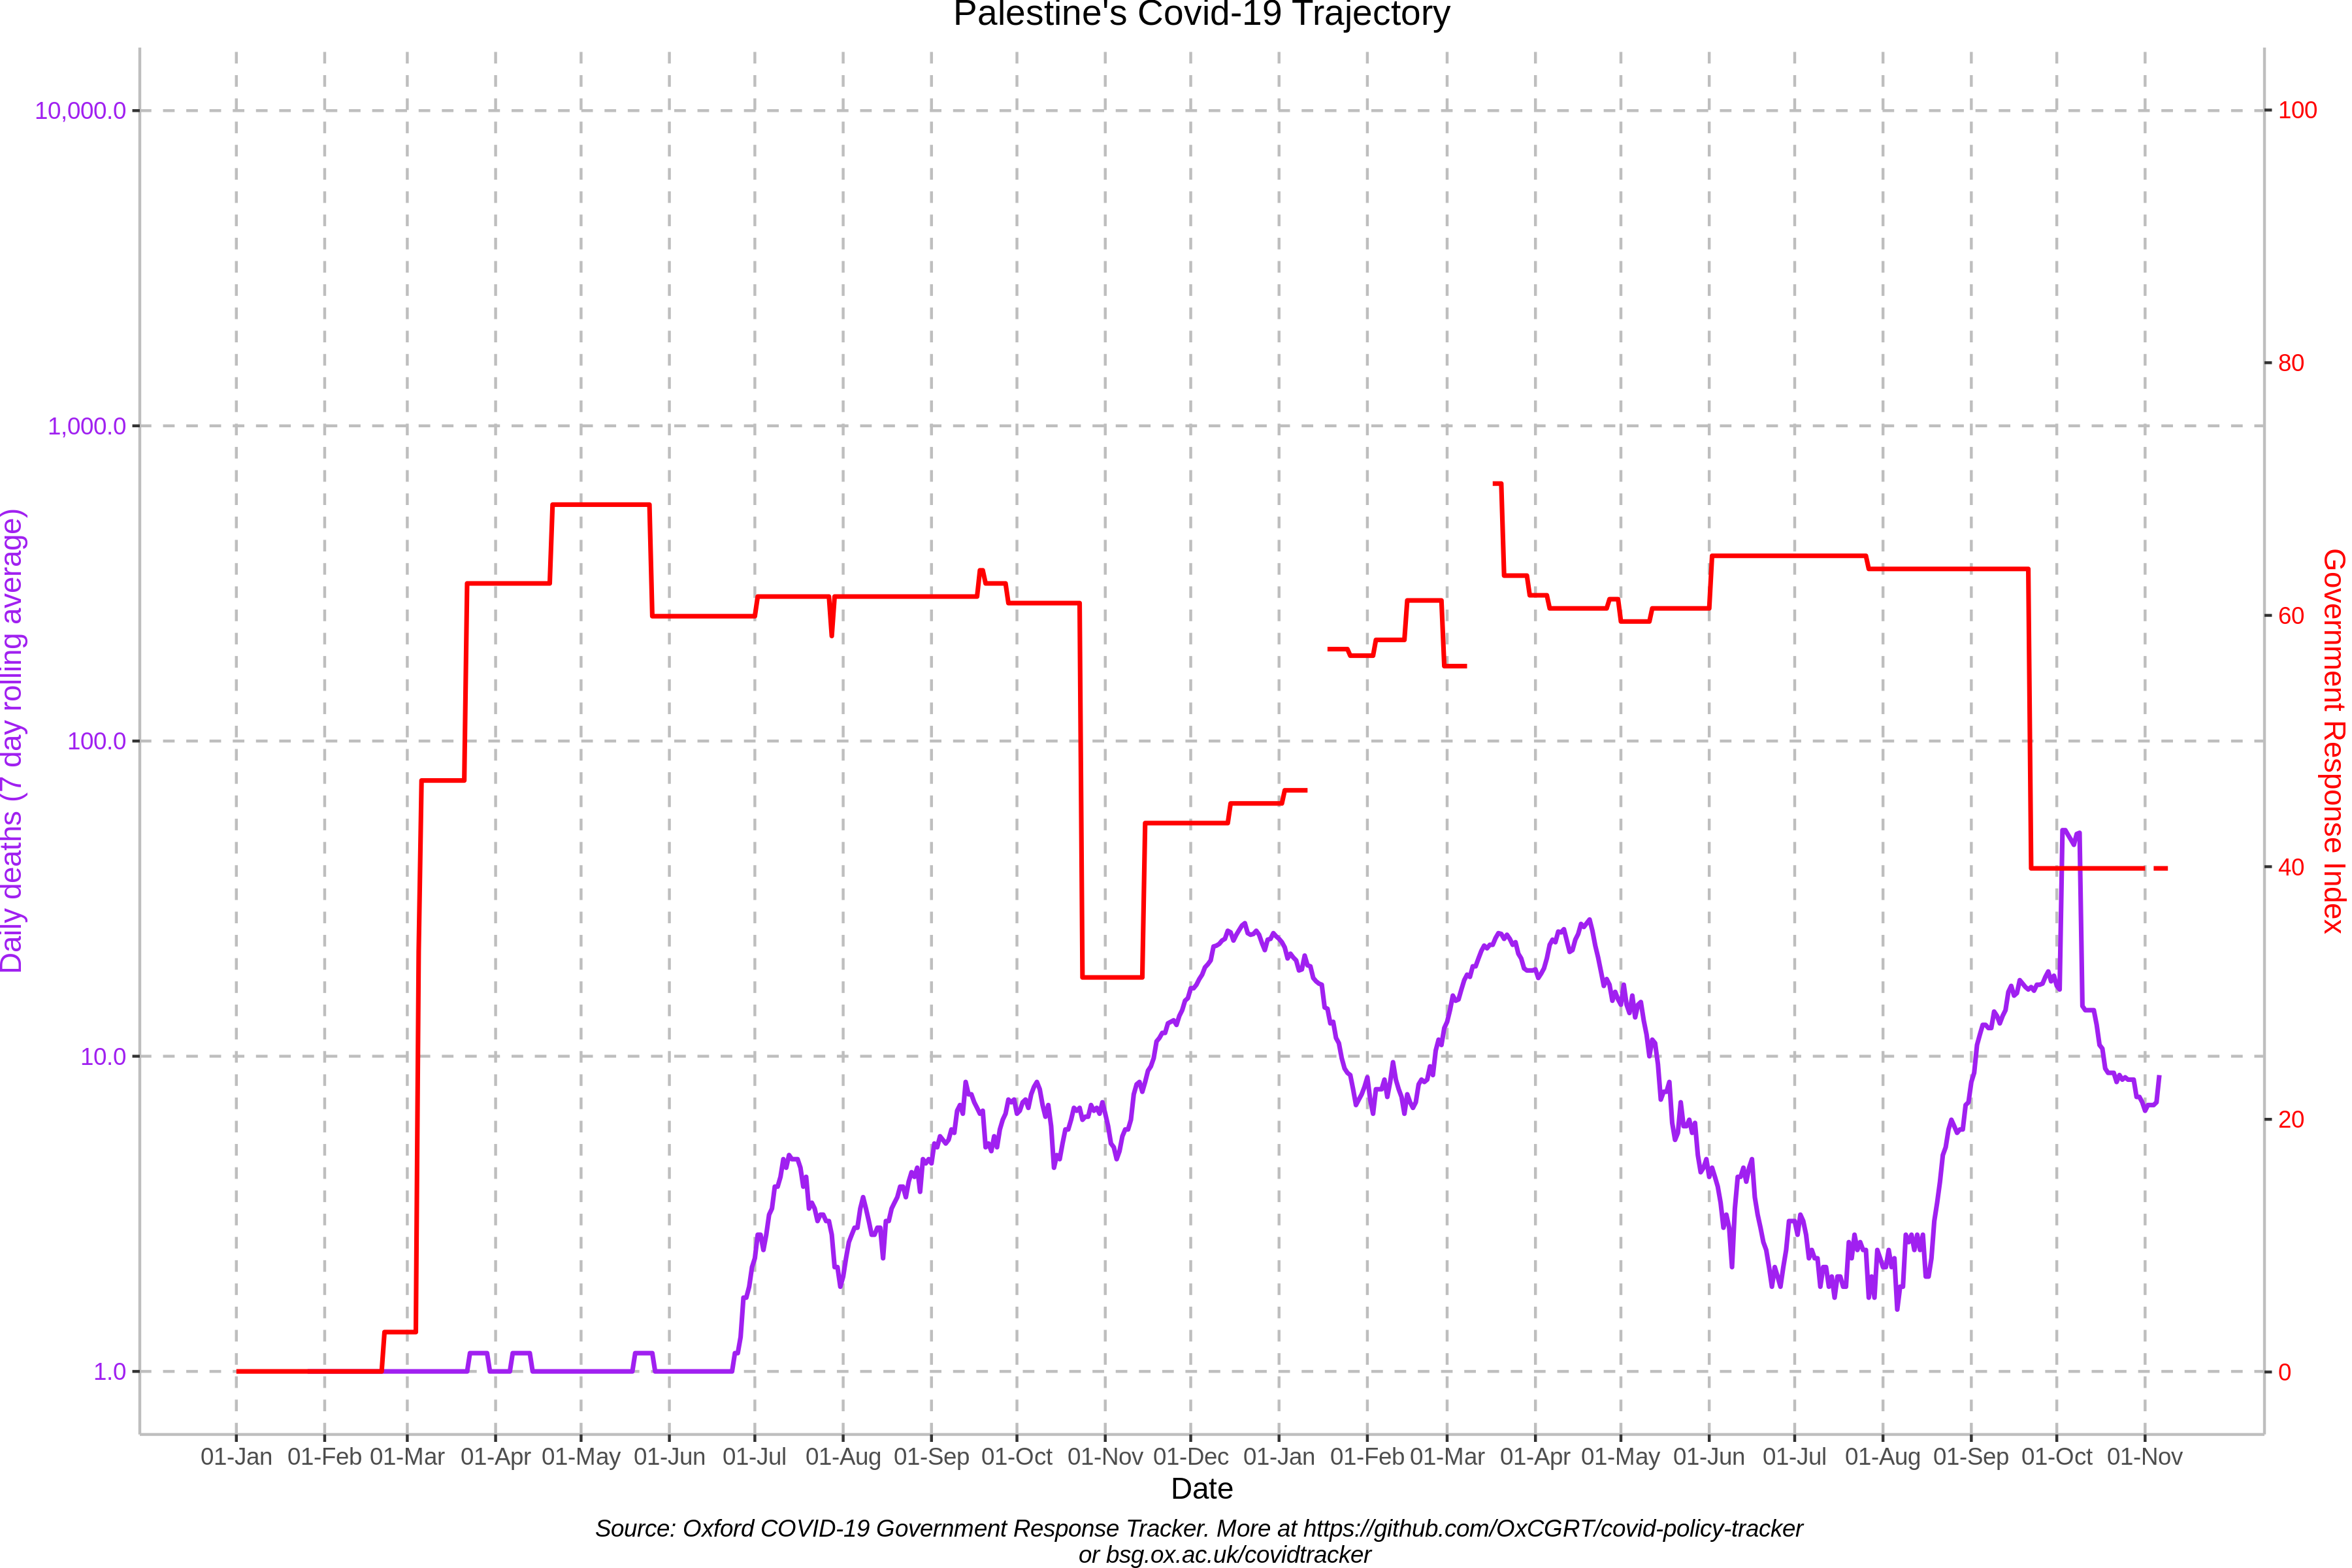 Palestine's Covid-19 Trajectory
10,000.0
1,000.0
100.0
10.0
1.0
Daily deaths (7 day rolling average)
100
80
60
40
20
0
Government Response Index
01-Jan 01-Feb 01-Mar 01-Apr 01-May 01-Jun 01-Jul 01-Aug 01-Sep 01-Oct 01-Nov 01-Dec 01-Jan 01-Feb 01-Mar 01-Apr 01-May 01-Jun 01-Jul 01-Aug 01-Sep 01-Oct 01-Nov
Date
Source: Oxford COVID-19 Government Response Tracker. More at https://github.com/OxCGRT/covid-policy-tracker
or bsg.ox.ac.uk/covidtracker